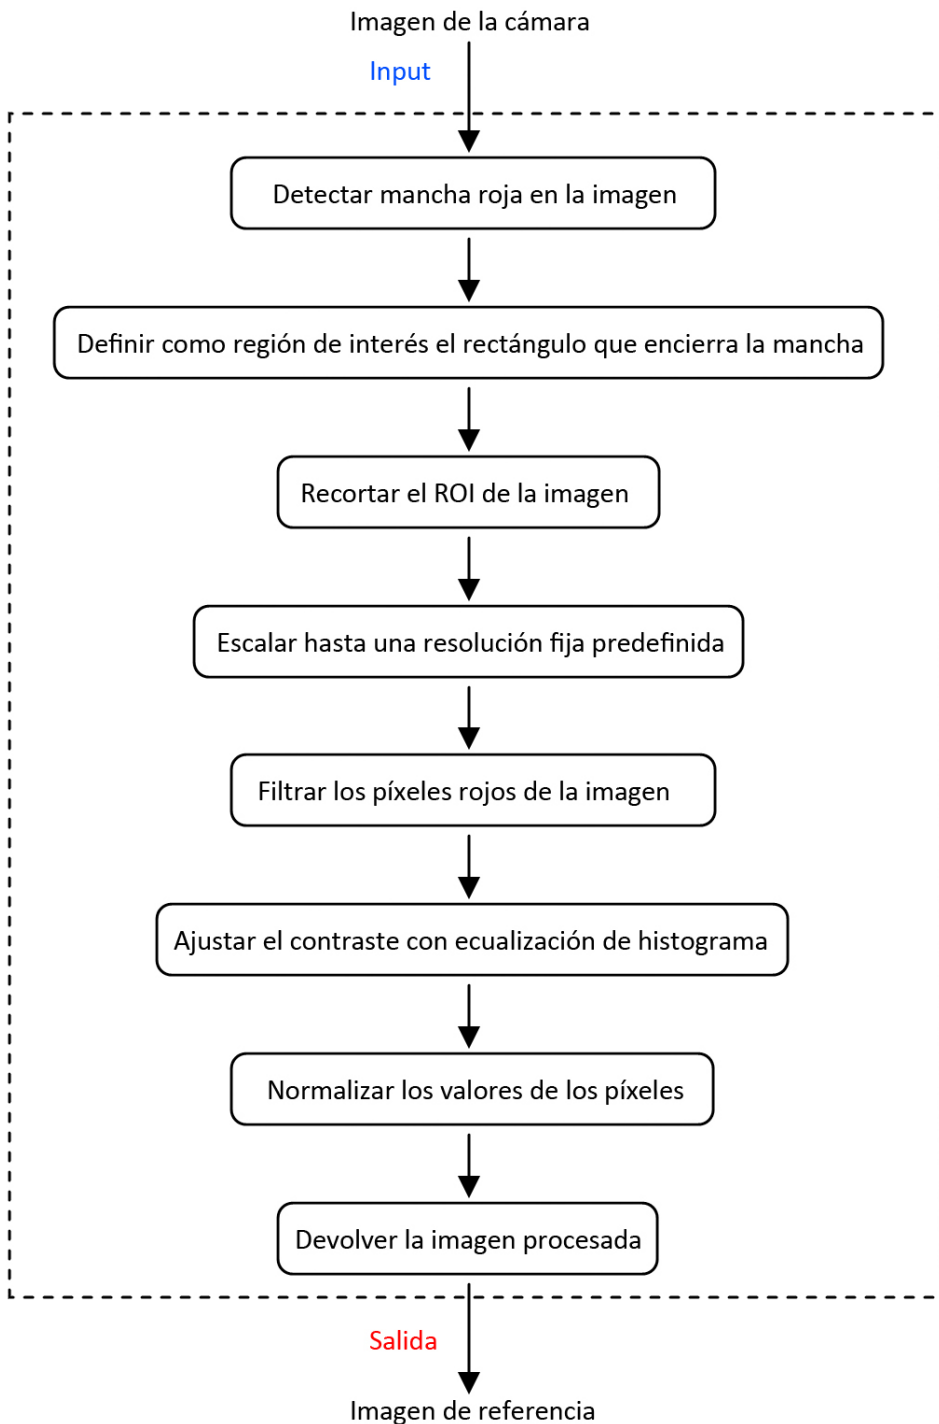 Imagen de la cámara
Input
Detectar mancha roja en la imagen
Definir como región de interés el rectángulo que encierra la mancha
Recortar el ROI de la imagen
Escalar hasta una resolución fija predefinida
Filtrar los píxeles rojos de la imagen
Ajustar el contraste con ecualización de histograma
Normalizar los valores de los píxeles
Devolver la imagen procesada
Salida
Imagen de referencia